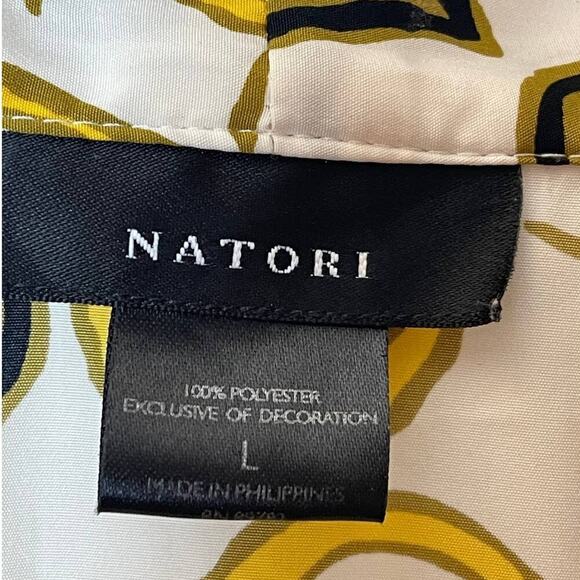 NATORI
100% POLYESTER
EXCLUSIVE OF DECORATION
L
MADE IN PHILIPPINES